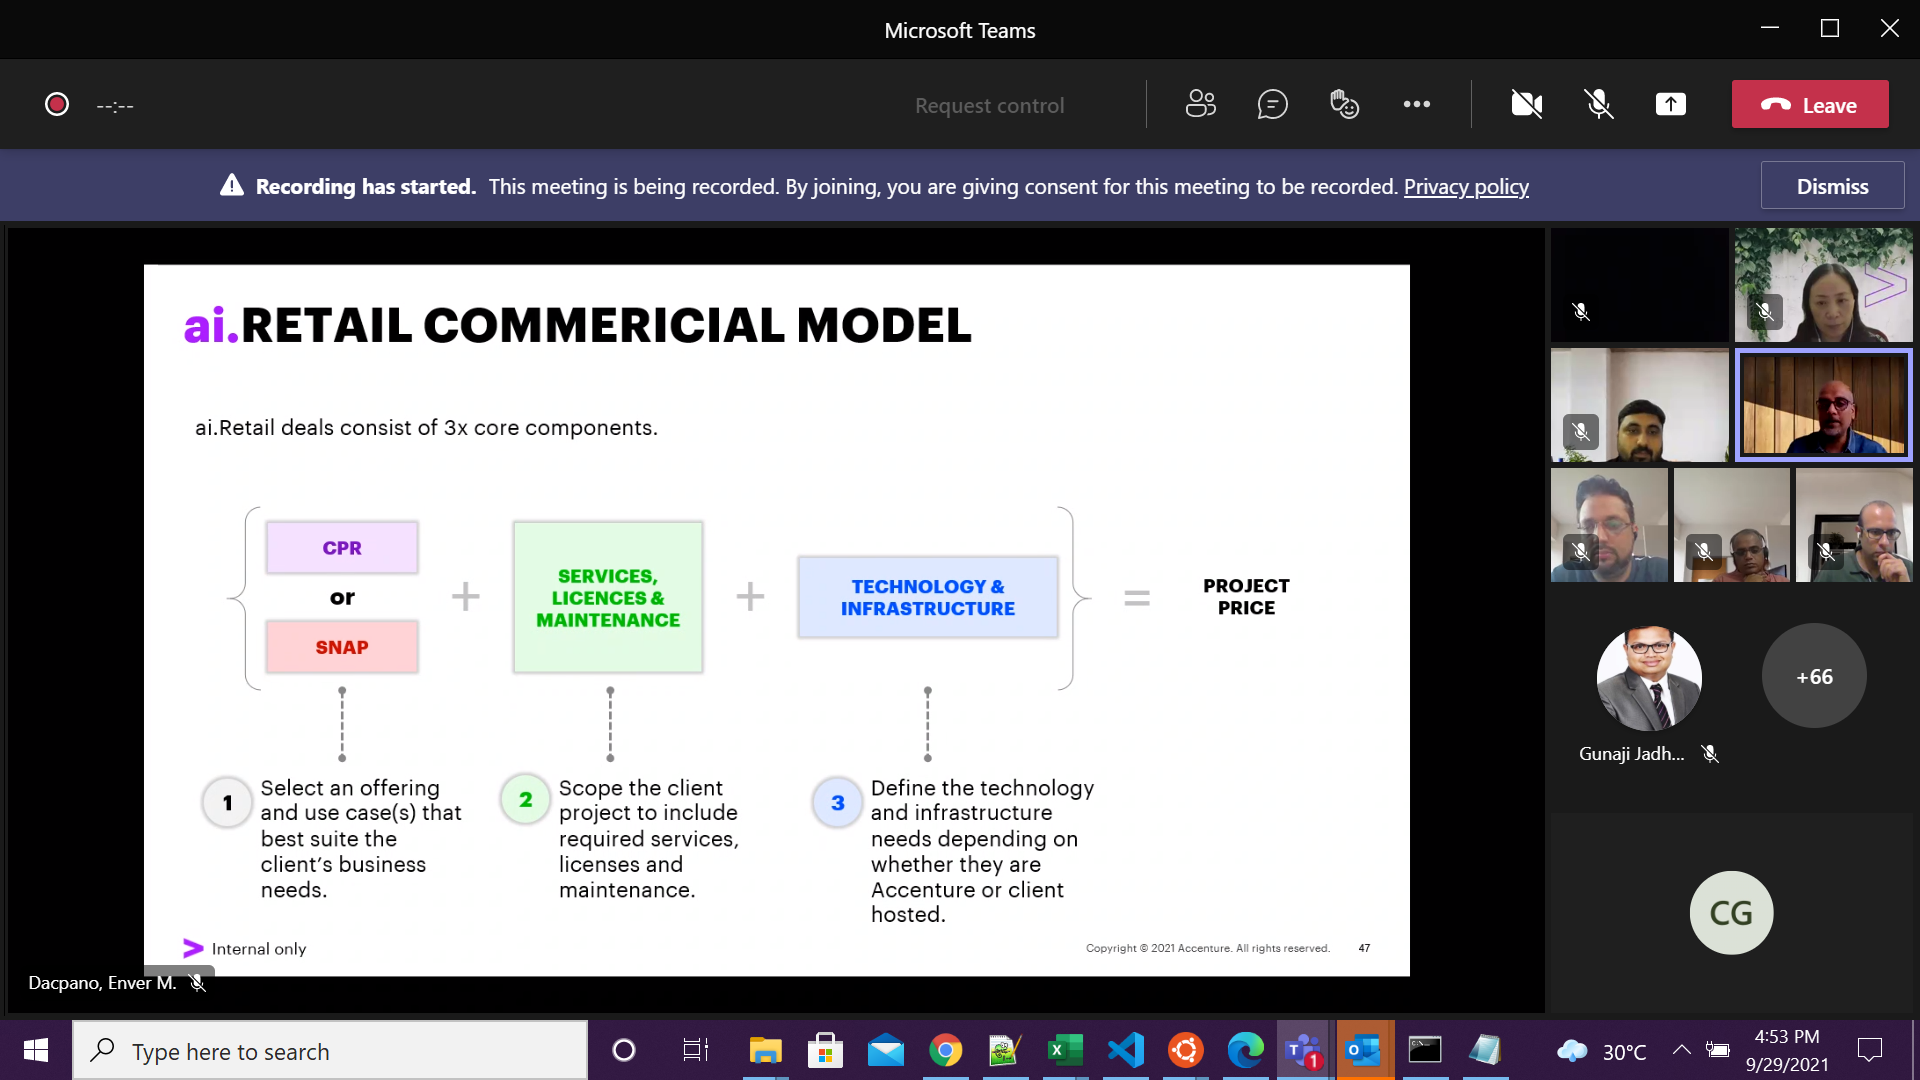 Microsoft Teams
--:--
Request control
Leave
Recording has started. This meeting is being recorded. By joining, you are giving consent for this meeting to be recorded. Privacy policy
Dismiss
ai.RETAIL COMMERICIAL MODEL
ai.Retail deals consist of 3x core components.
CPR
or
SNAP
+
SERVICES,
LICENCES &
MAINTENANCE
+
TECHNOLOGY &
INFRASTRUCTURE
=
PROJECT
PRICE
1
Select an offering
and use case(s) that
best suite the
client's business
needs.
2
Scope the client
project to include
required services,
licenses and
maintenance.
3
Define the technology
and infrastructure
needs depending on
whether they are
Accenture or client
hosted.
Internal only
Copyright © 2021 Accenture. All rights reserved. 47
Dacpano, Enver M.
+66
Gunaji Jadh...
CG
Type here to search
1
30°C
4:53 PM
9/29/2021